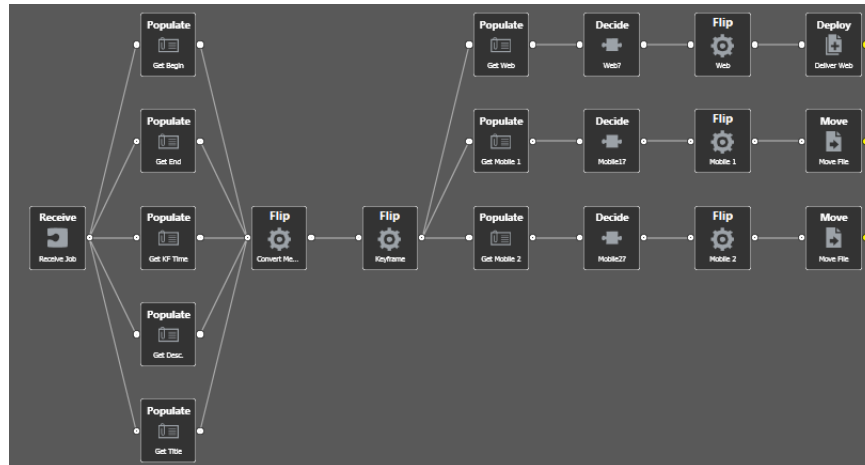 Populate
Get Begin
Populate
Get Web
Decide
Web?
Flip
Web
Deploy
Deliver Web
Populate
Get End
Populate
Get Mobile 1
Decide
Mobile1?
Flip
Mobile 1
Move
Move File
Receive
Receive Job
Populate
Get KF Time
Flip
Convert Me...
Flip
Keyframe
Populate
Get Mobile 2
Decide
Mobile2?
Flip
Mobile 2
Move
Move File
Populate
Get Desc.
Populate
Get Title